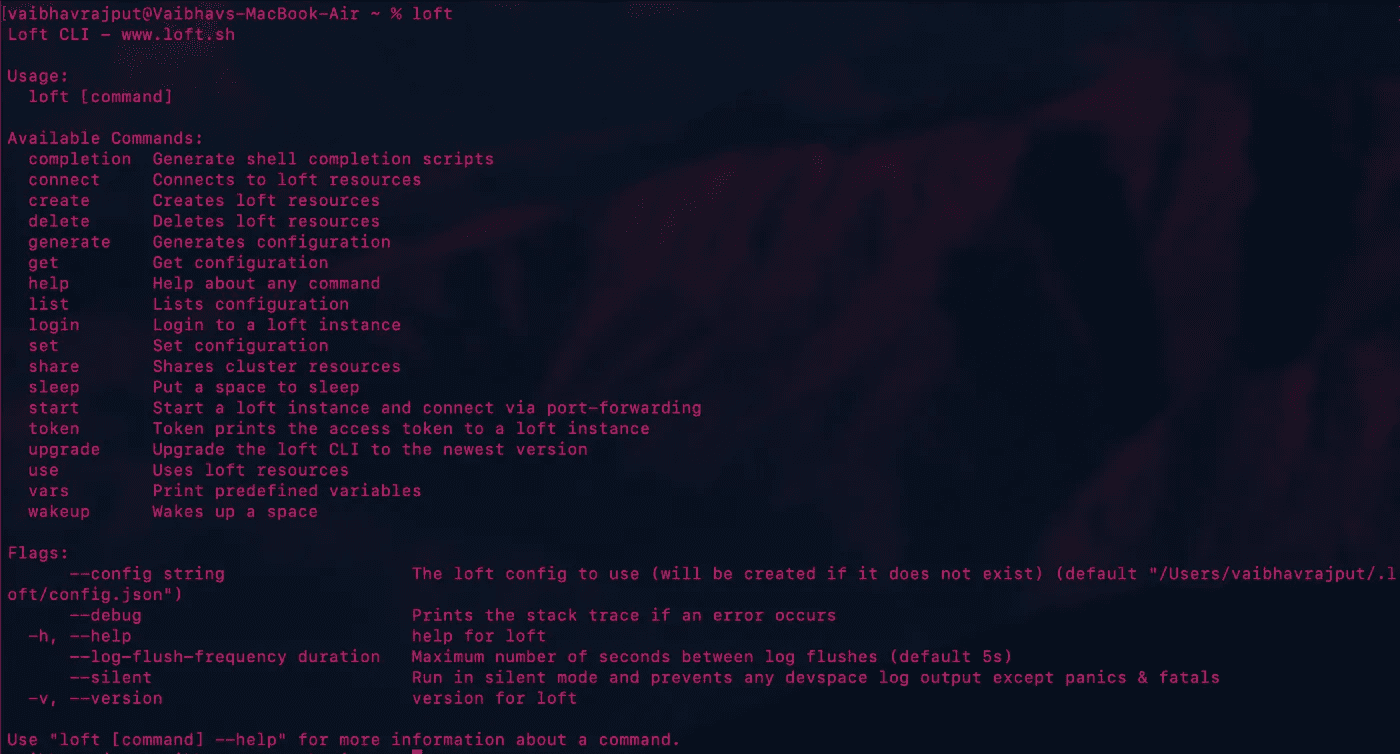 [vaibhavrajput@Vaibhavs-MacBook-Air ~ % loft
Loft CLI - www.loft.sh
Usage:
  loft [command]
Available Commands:
  completion  Generate shell completion scripts
  connect     Connects to loft resources
  create      Creates loft resources
  delete      Deletes loft resources
  generate    Generates configuration
  get         Get configuration
  help        Help about any command
  list        Lists configuration
  login       Login to a loft instance
  set         Set configuration
  share       Shares cluster resources
  sleep       Put a space to sleep
  start       Start a loft instance and connect via port-forwarding
  token       Token prints the access token to a loft instance
  upgrade     Upgrade the loft CLI to the newest version
  use         Uses loft resources
  vars        Print predefined variables
  wakeup      Wakes up a space
Flags:
      --config string                  The loft config to use (will be created if it does not exist) (default "/Users/vaibhavrajput/.l
oft/config.json")
      --debug                          Prints the stack trace if an error occurs
  -h, --help                           help for loft
      --log-flush-frequency duration   Maximum number of seconds between log flushes (default 5s)
      --silent                         Run in silent mode and prevents any devspace log output except panics & fatals
  -v, --version                        version for loft
Use "loft [command] --help" for more information about a command.